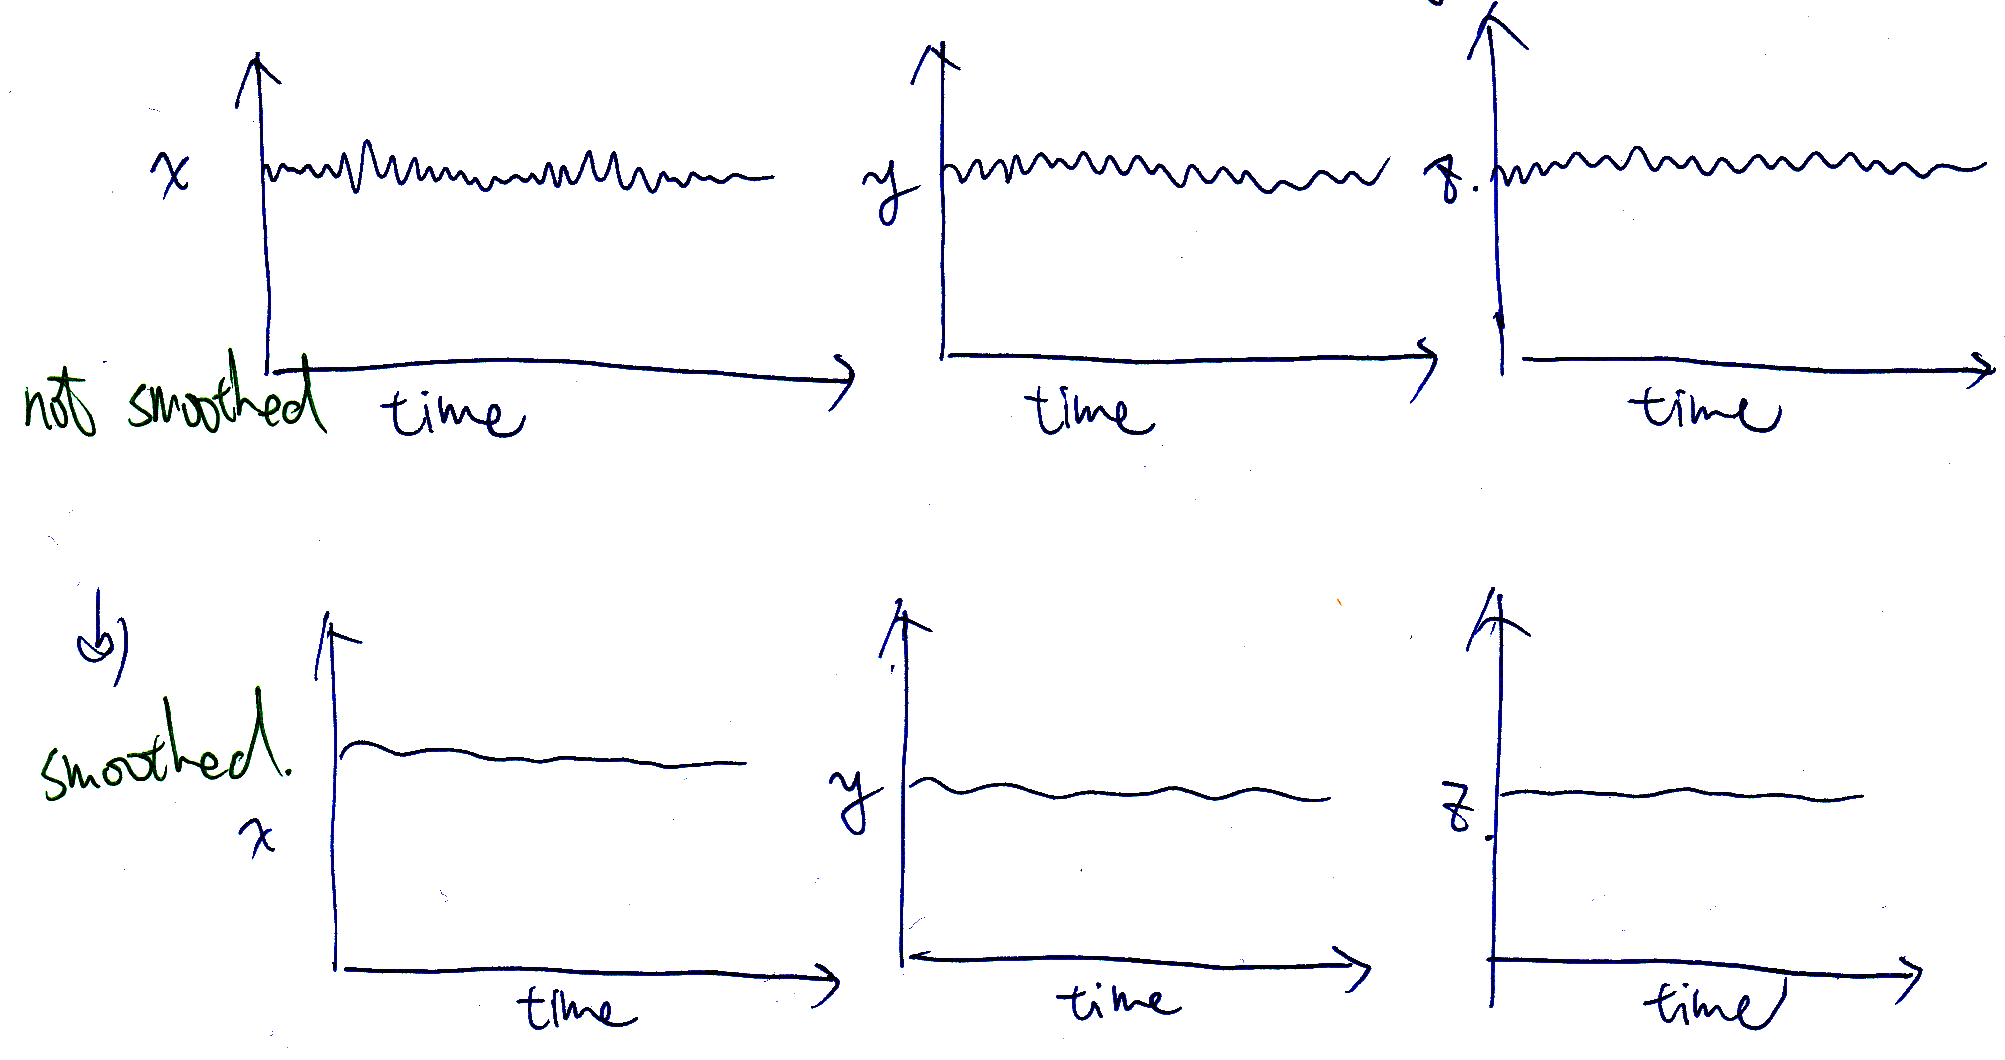 x y z.
not smoothed time time time
b)
smoothed.
x y z
time time time